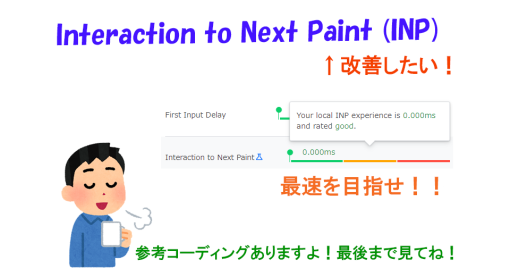 Interaction to Next Paint (INP)
↑改善したい！
First Input Delay
Your local INP experience is 0.000ms
and rated good.
Interaction to Next Paint
0.000ms
最速を目指せ！！
参考コーディングありますよ！最後まで見てね！